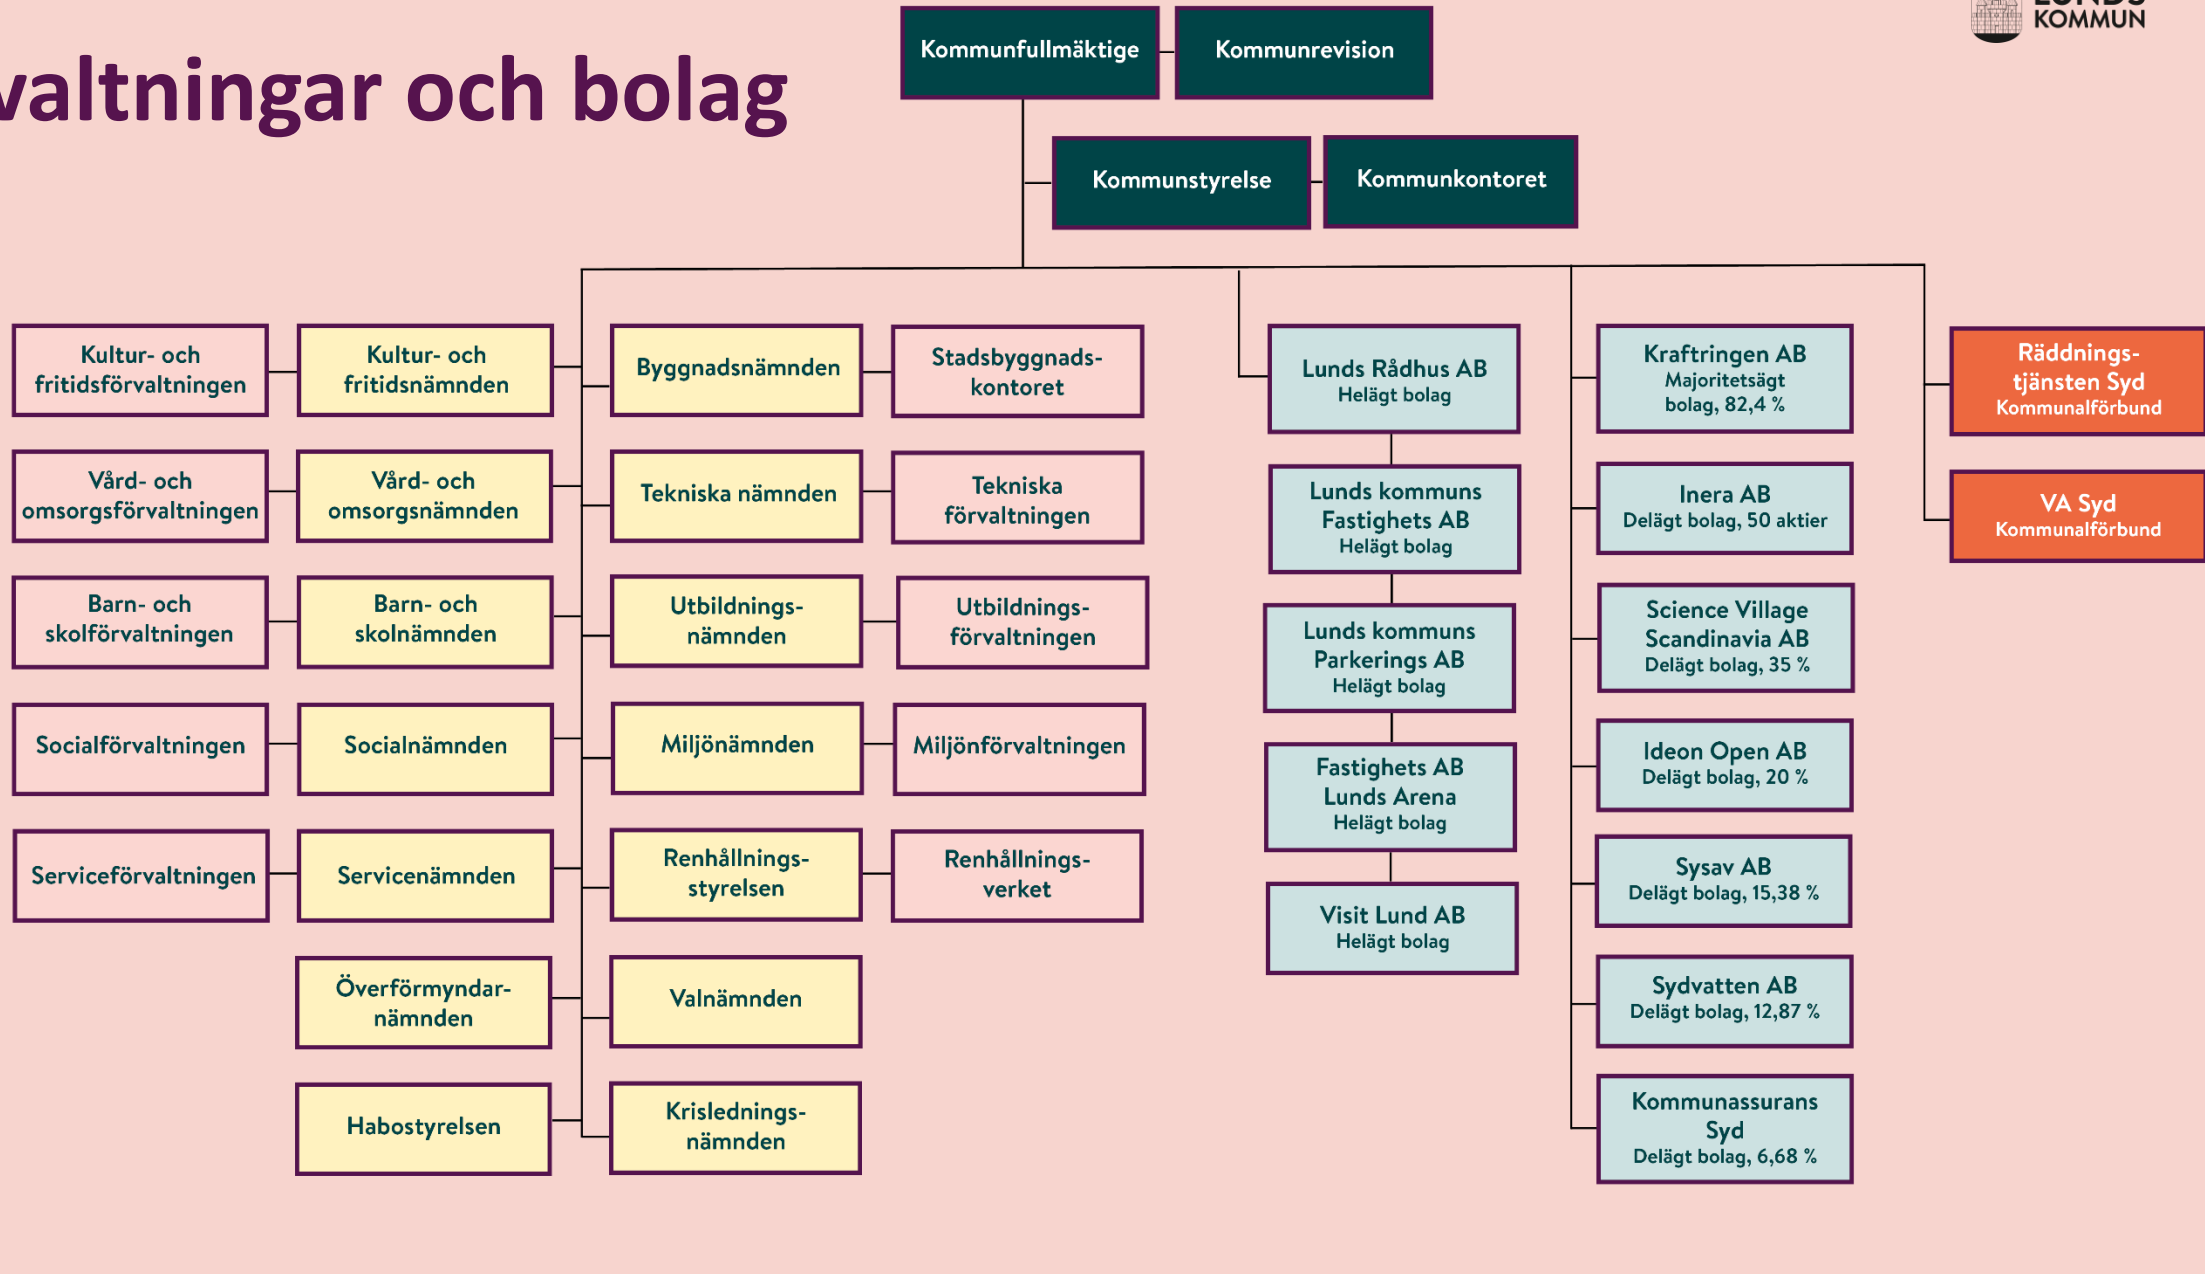 valtningar och bolag
KOMMUN
Kommunfullmäktige
Kommunrevision
Kommunstyrelse
Kommunkontoret
Kultur- och
fritidsförvaltningen
Kultur- och
fritidsnämnden
Byggnadsnämnden
Stadsbyggnads-
kontoret
Vård- och
omsorgsförvaltningen
Vård- och
omsorgsnämnden
Tekniska nämnden
Tekniska
förvaltningen
Barn- och
skolförvaltningen
Barn- och
skolnämnden
Utbildnings-
nämnden
Utbildnings-
förvaltningen
Socialförvaltningen
Socialnämnden
Miljönämnden
Miljönförvaltningen
Serviceförvaltningen
Servicenämnden
Renhållnings-
styrelsen
Renhållnings-
verket
Överförmyndar-
nämnden
Valnämnden
Habostyrelsen
Krislednings-
nämnden
Lunds Rådhus AB
Helägt bolag
Lunds kommuns
Fastighets AB
Helägt bolag
Lunds kommuns
Parkerings AB
Helägt bolag
Fastighets AB
Lunds Arena
Helägt bolag
Visit Lund AB
Helägt bolag
Kraftringen AB
Majoritetsägt
bolag, 82,4 %
Inera AB
Delägt bolag, 50 aktier
Science Village
Scandinavia AB
Delägt bolag, 35 %
Ideon Open AB
Delägt bolag, 20 %
Sysav AB
Delägt bolag, 15,38 %
Sydvatten AB
Delägt bolag, 12,87 %
Kommunassurans
Syd
Delägt bolag, 6,68 %
Räddnings-
tjänsten Syd
Kommunalförbund
VA Syd
Kommunalförbund